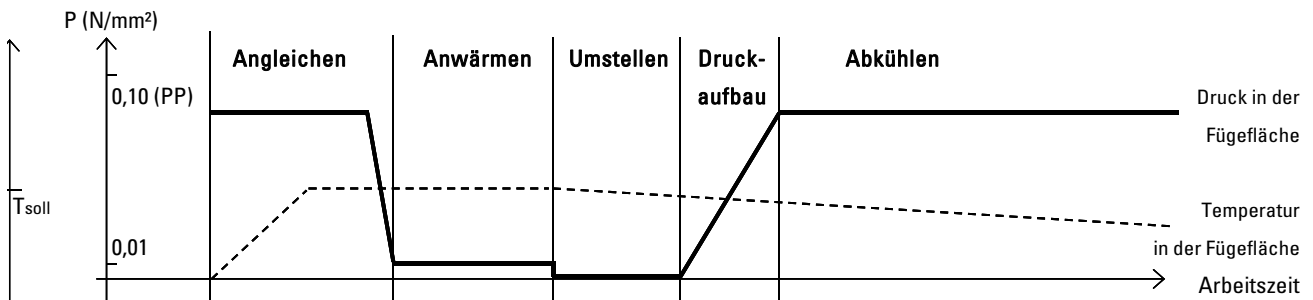 P (N/mm²)
Angleichen
Anwärmen
Umstellen
Druck-
aufbau
Abkühlen
0,10 (PP)
Druck in der
Fügefläche
Tsoll
Temperatur
in der Fügefläche
0,01
Arbeitszeit